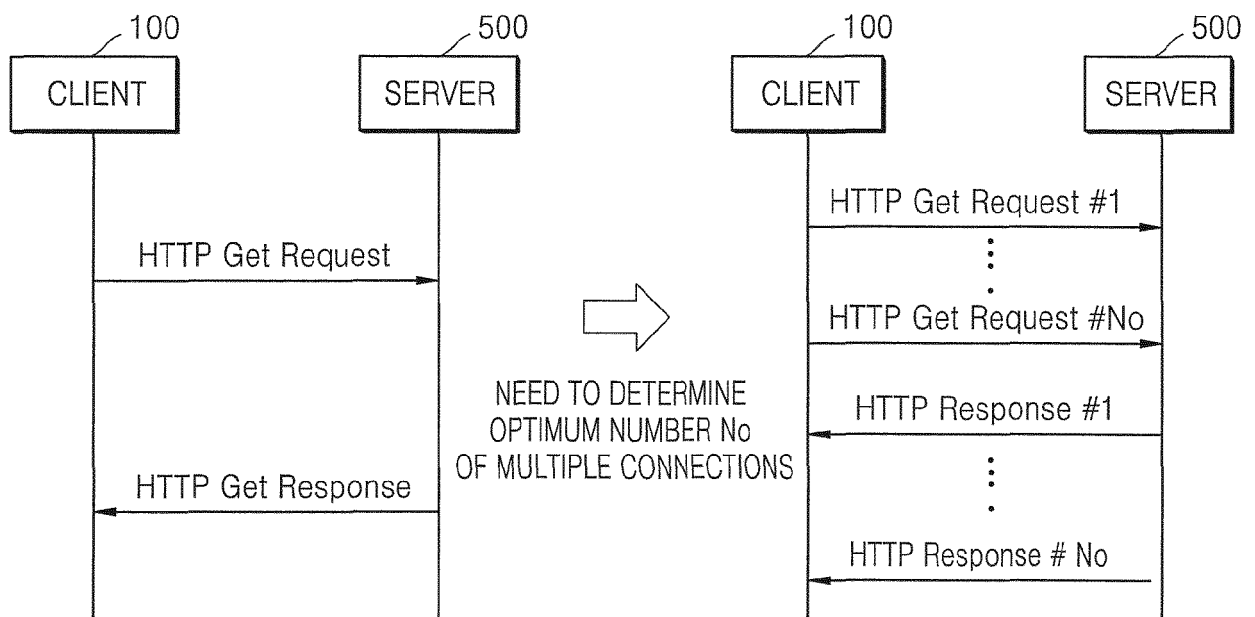 100
500
CLIENT
SERVER
HTTP Get Request
HTTP Get Response
NEED TO DETERMINE
OPTIMUM NUMBER No
OF MULTIPLE CONNECTIONS
100
500
CLIENT
SERVER
HTTP Get Request #1
HTTP Get Request #No
HTTP Response #1
HTTP Response # No